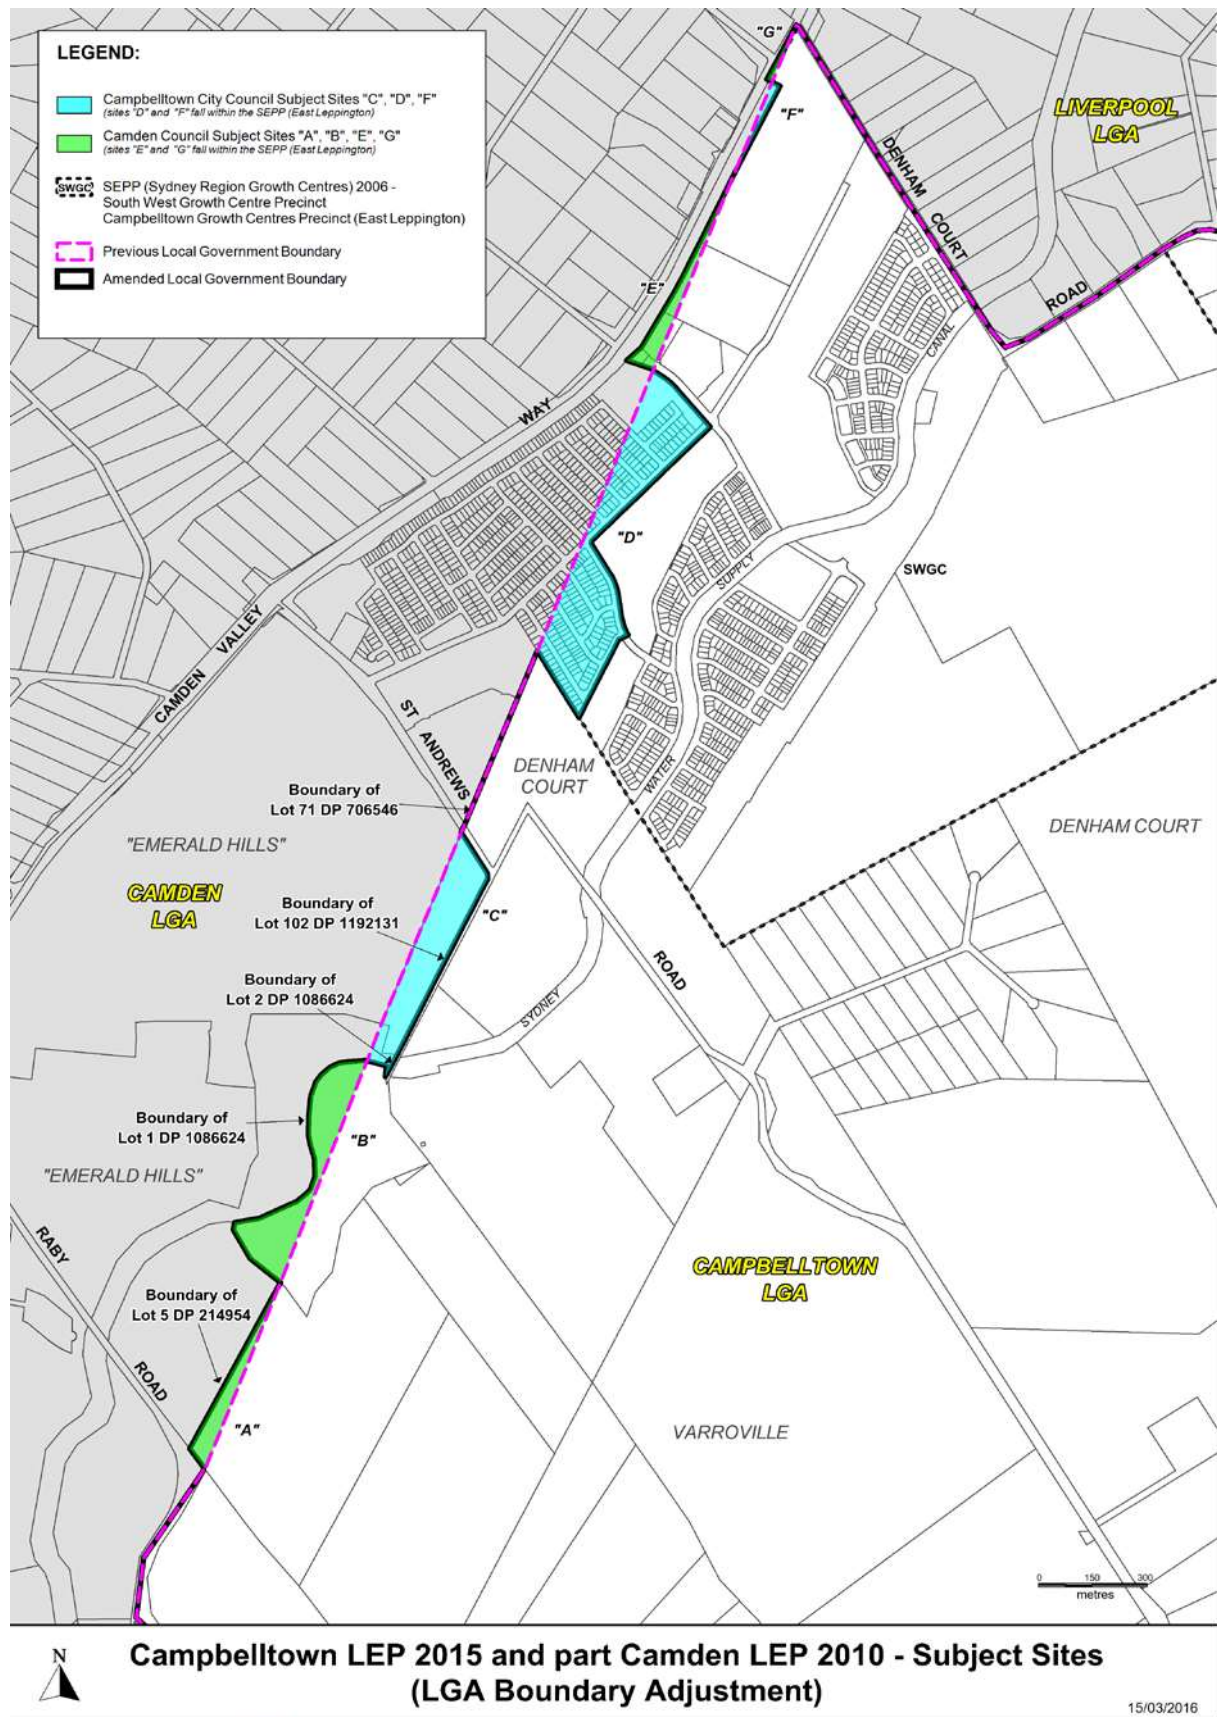 LEGEND:
Campbelltown City Council Subject Sites "C", "D", "F"
(sites "D" and "F" fall within the SEPP (East Leppington)
Camden Council Subject Sites "A", "B", "E", "G"
(sites "E" and "G" fall within the SEPP (East Leppington)
SWGC
SEPP (Sydney Region Growth Centres) 2006 -
South West Growth Centre Precinct
Campbelltown Growth Centres Precinct (East Leppington)
Previous Local Government Boundary
Amended Local Government Boundary
"G"
"F"
LIVERPOOL
LGA
DENHAM
COURT
ROAD
"E"
CANAL
WAY
"D"
SUPPLY
SWGC
VALLEY
CAMDEN
ST
ANDREWS
DENHAM
COURT
WATER
Boundary of
Lot 71 DP 706546
"EMERALD HILLS"
DENHAM COURT
CAMDEN
LGA
Boundary of
Lot 102 DP 1192131
"C"
ROAD
Boundary of
Lot 2 DP 1086624
SYDNEY
Boundary of
Lot 1 DP 1086624
"B"
"EMERALD HILLS"
RABY
CAMPBELLTOWN
LGA
Boundary of
Lot 5 DP 214954
ROAD
"A"
VARROVILLE
0 150 300
metres
N
Campbelltown LEP 2015 and part Camden LEP 2010 - Subject Sites
(LGA Boundary Adjustment)
15/03/2016